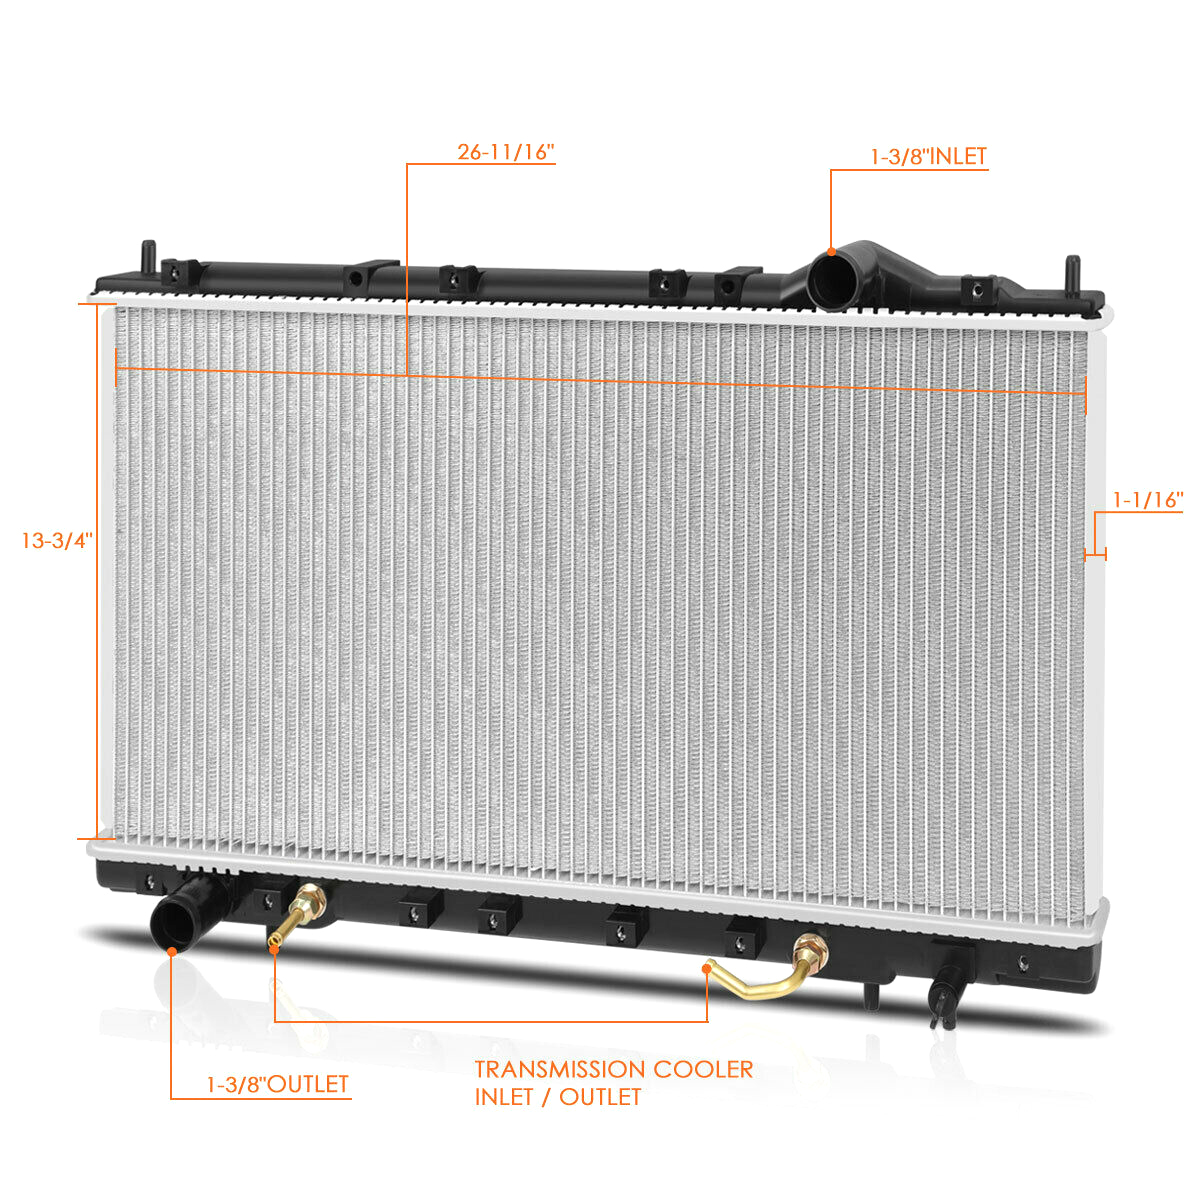 26-11/16"
1-3/8"INLET
1-1/16"
13-3/4"
1-3/8"OUTLET
TRANSMISSION COOLER
INLET / OUTLET